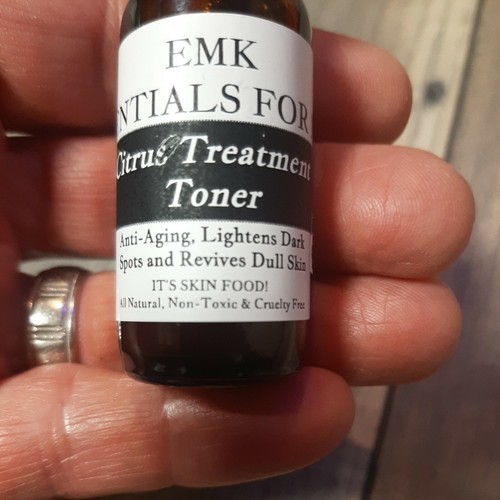 EMK
NTIALS FOR
Citrus Treatment
Toner
Anti-Aging, Lightens Dark
Spots and Revives Dull Skin
IT'S SKIN FOOD!
All Natural, Non-Toxic & Cruelty Free